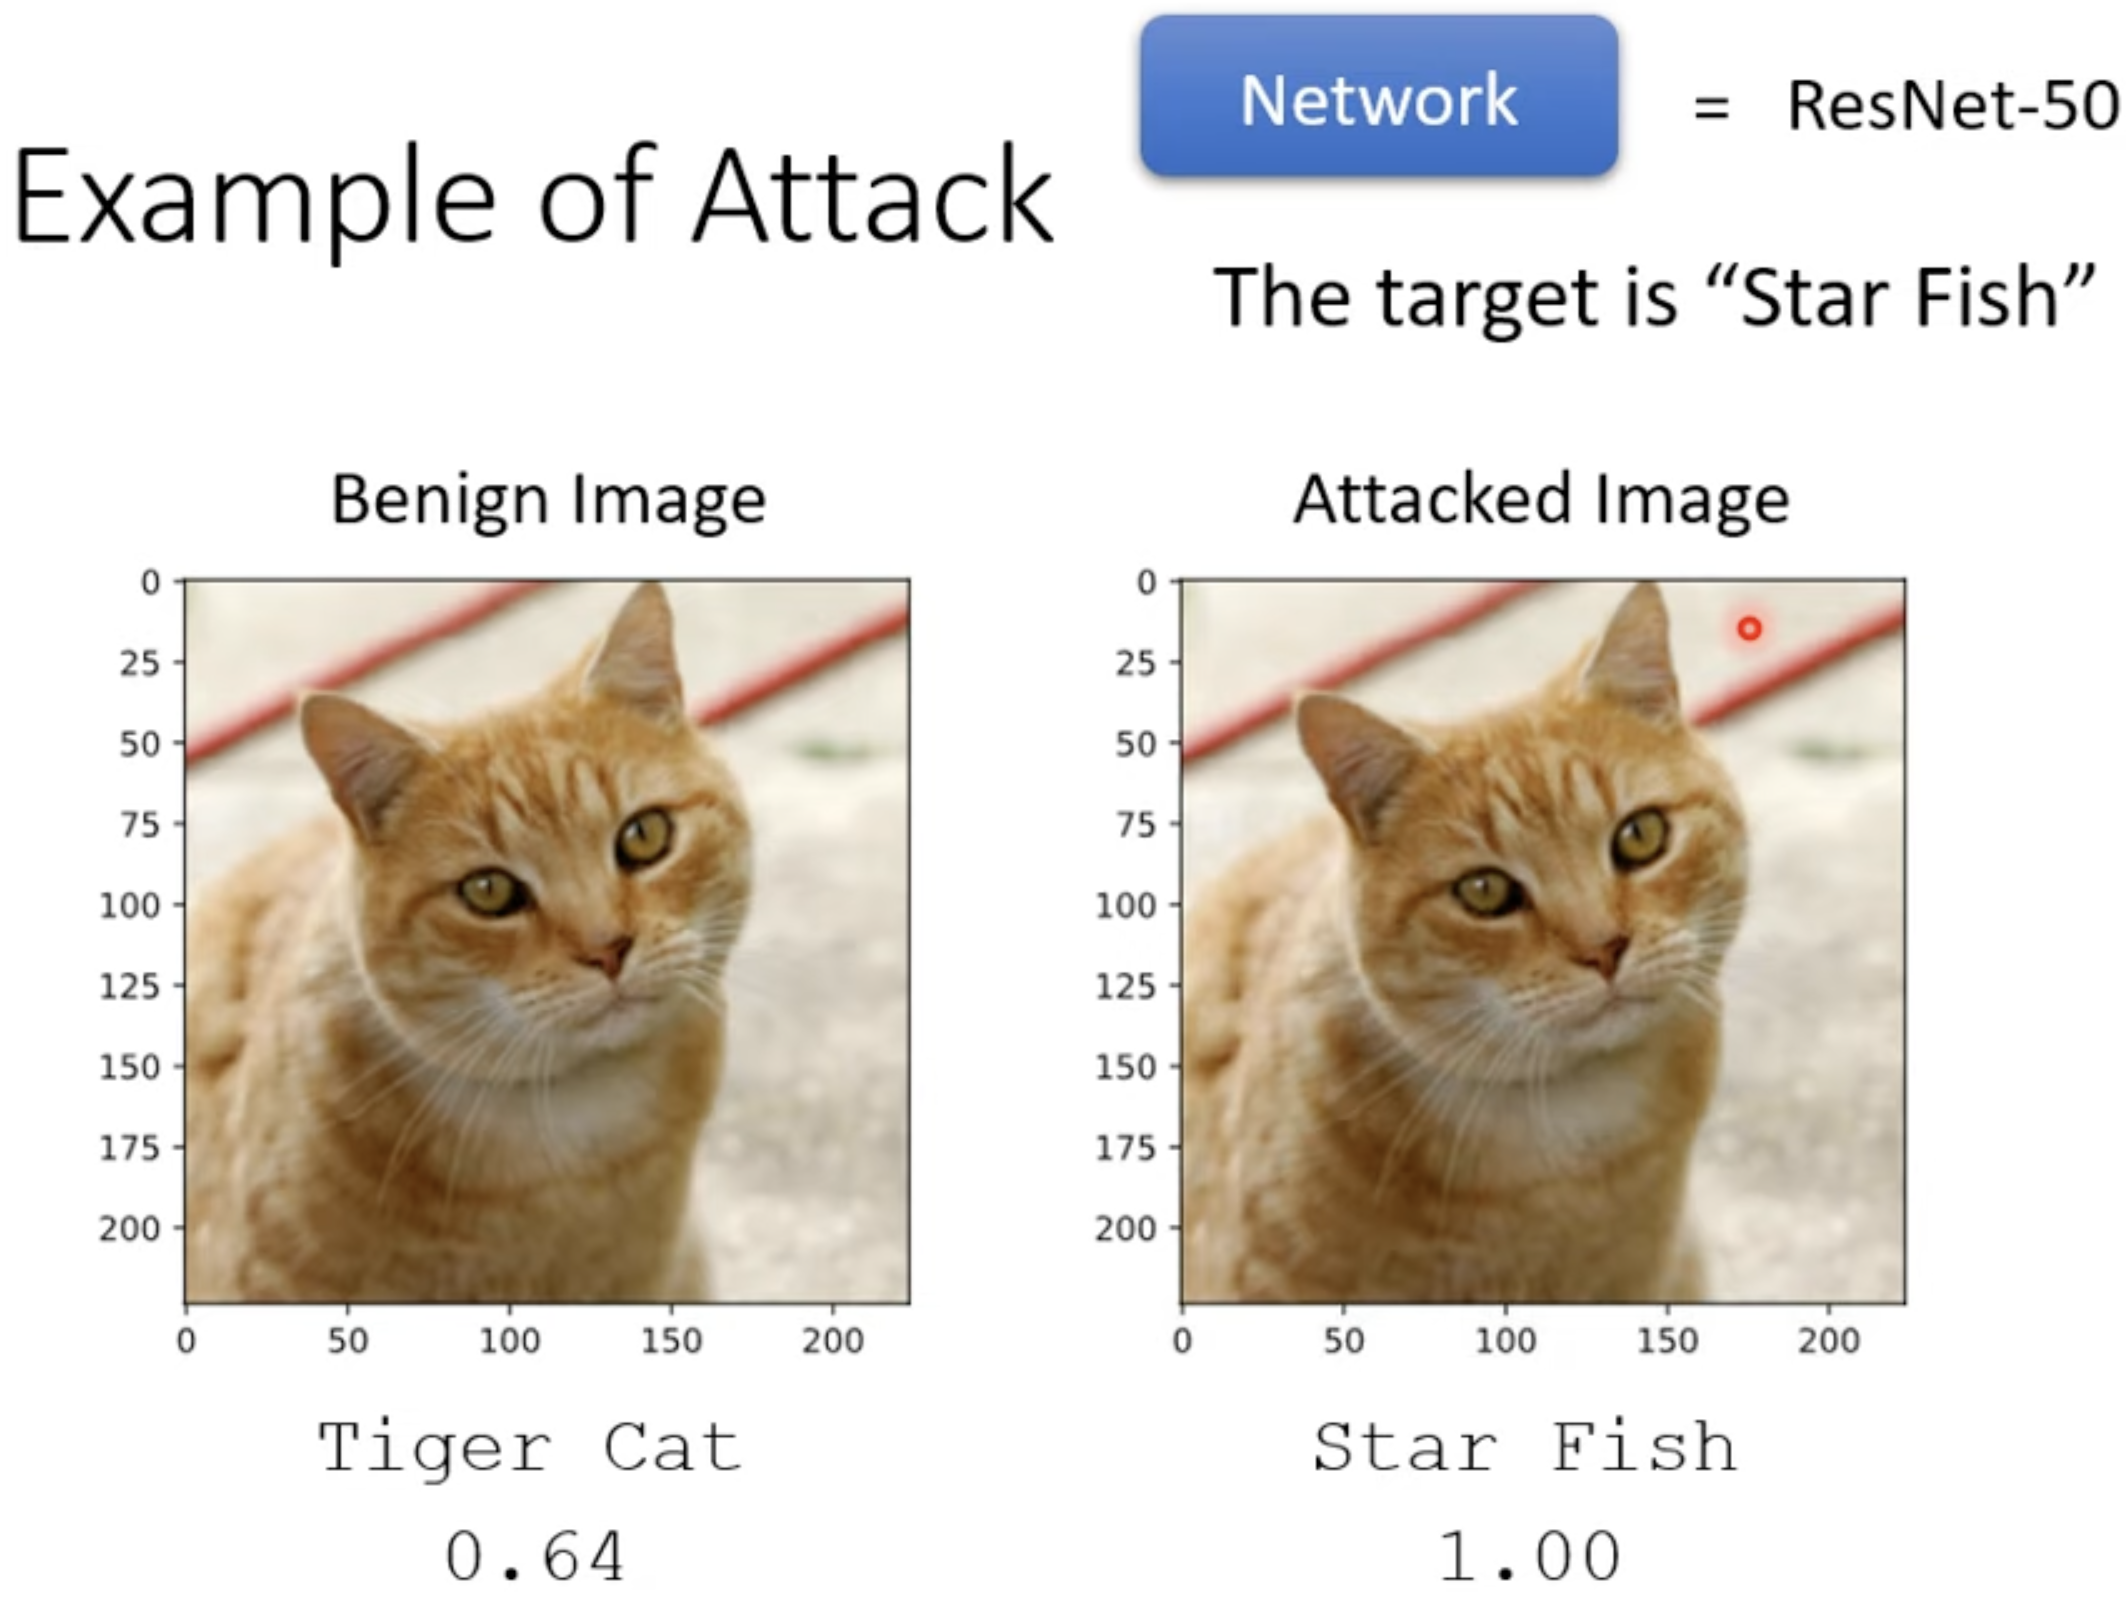 Network = ResNet-50
Example of Attack
The target is “Star Fish”
Benign Image
Attacked Image
0
25
50
75
100
125
150
175
200
0 50 100 150 200
0
25
50
75
100
125
150
175
200
0 50 100 150 200
Tiger Cat
0.64
Star Fish
1.00